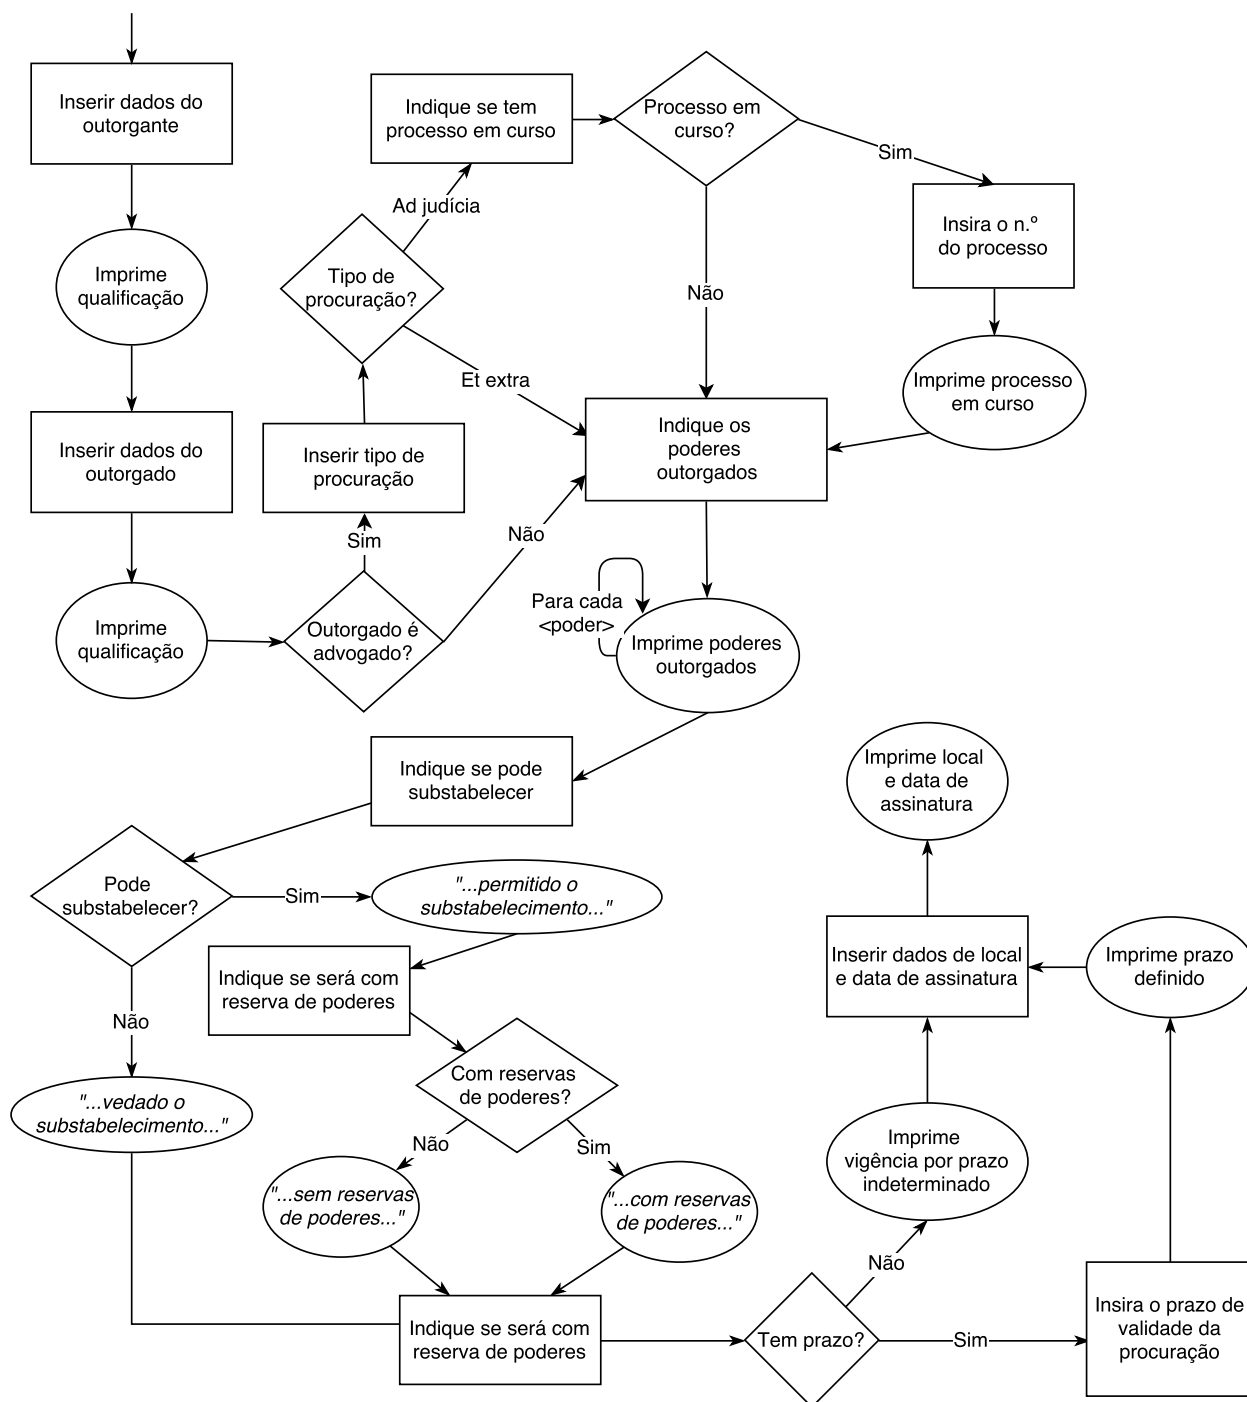 Inserir dados do
outorgante
Imprime
qualificação
Inserir dados do
outorgado
Imprime
qualificação
Outorgado é
advogado?
Sim
Não
Inserir tipo de
procuração
Tipo de
procuração?
Ad judícia
Et extra
Indique se tem
processo em curso
Processo em
curso?
Sim
Não
Insira o n.º
do processo
Imprime processo
em curso
Indique os
poderes
outorgados
Para cada
<poder>
Imprime poderes
outorgados
Indique se pode
substabelecer
Pode
substabelecer?
Sim
Não
"...permitido o
substabelecimento..."
"...vedado o
substabelecimento..."
Indique se será com
reserva de poderes
Com reservas
de poderes?
Não
Sim
"...sem reservas
de poderes..."
"...com reservas
de poderes..."
Indique se será com
reserva de poderes
Tem prazo?
Não
Sim
Imprime
vigência por prazo
indeterminado
Insira o prazo de
validade da
procuração
Imprime prazo
definido
Inserir dados de local
e data de assinatura
Imprime local
e data de
assinatura